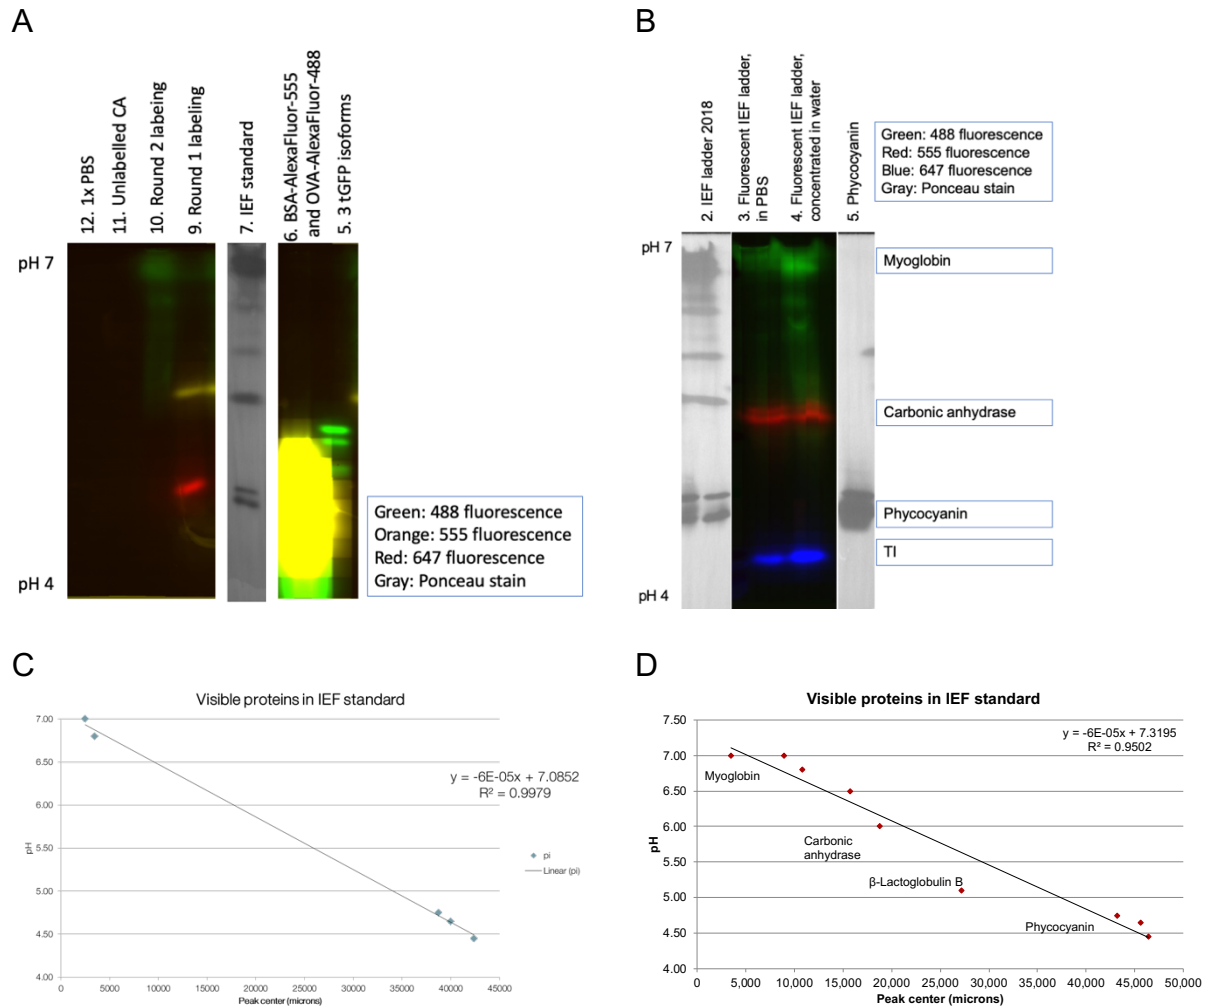 A
12. 1x PBS
11. Unlabelled CA
10. Round 2 labeing
9. Round 1 labeling
7. IEF standard
6. BSA-AlexaFluor-555
and OVA-AlexaFluor-488
5. 3 tGFP isoforms
pH 7
pH 4
Green: 488 fluorescence
Orange: 555 fluorescence
Red: 647 fluorescence
Gray: Ponceau stain
B
2. IEF ladder 2018
3. Fluorescent IEF ladder,
in PBS
4. Fluorescent IEF ladder,
concentrated in water
5. Phycocyanin
Green: 488 fluorescence
Red: 555 fluorescence
Blue: 647 fluorescence
Gray: Ponceau stain
pH 7
pH 4
Myoglobin
Carbonic anhydrase
Phycocyanin
TI
C
Visible proteins in IEF standard
7.00
6.50
6.00
5.50
5.00
4.50
4.00
pH
y = -6E-05x + 7.0852
R² = 0.9979
pi
Linear (pi)
0 5000 10000 15000 20000 25000 30000 35000 40000 45000
Peak center (microns)
D
Visible proteins in IEF standard
7.50
7.00
6.50
6.00
5.50
5.00
4.50
4.00
pH
y = -6E-05x + 7.3195
R² = 0.9502
Myoglobin
Carbonic
anhydrase
β-Lactoglobulin B
Phycocyanin
0 5,000 10,000 15,000 20,000 25,000 30,000 35,000 40,000 45,000 50,000
Peak center (microns)